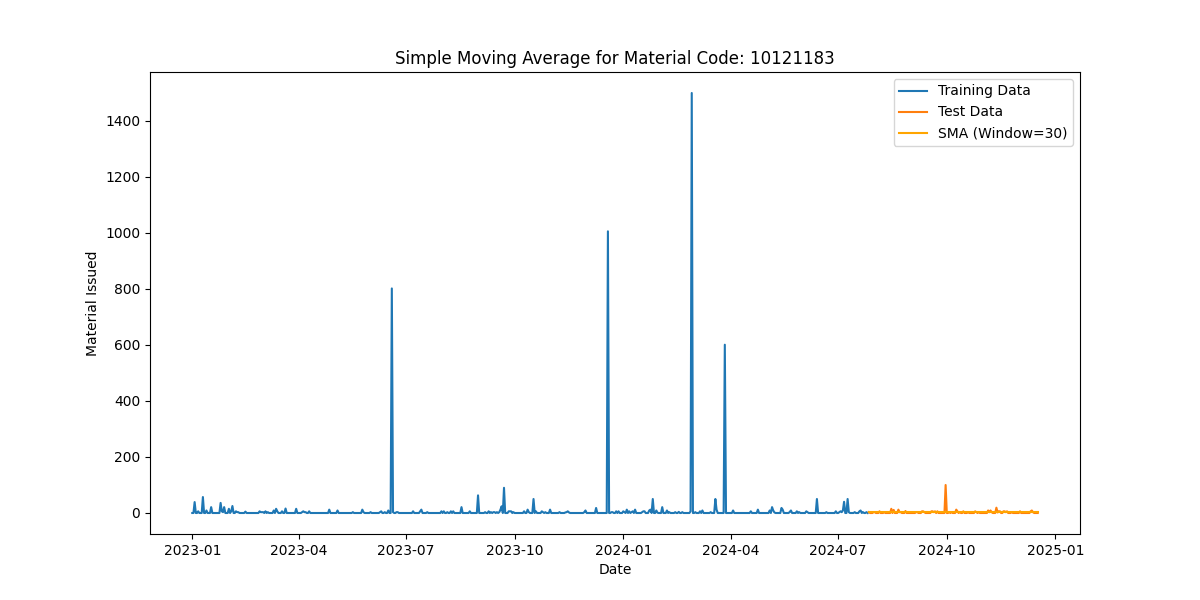 Simple Moving Average for Material Code: 10121183
Training Data
Test Data
SMA (Window=30)
1400
1200
1000
800
600
400
200
0
Material Issued
2023-01 2023-04 2023-07 2023-10 2024-01 2024-04 2024-07 2024-10 2025-01
Date